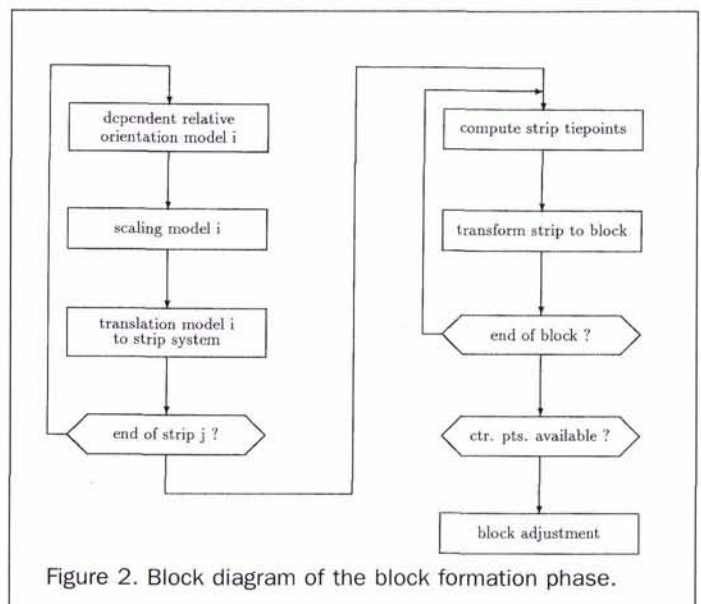 dependent relative
orientation model i
scaling model i
translation model i
to strip system
end of strip j ?
compute strip tiepoints
transform strip to block
end of block ?
ctr. pts. available ?
block adjustment
Figure 2. Block diagram of the block formation phase.